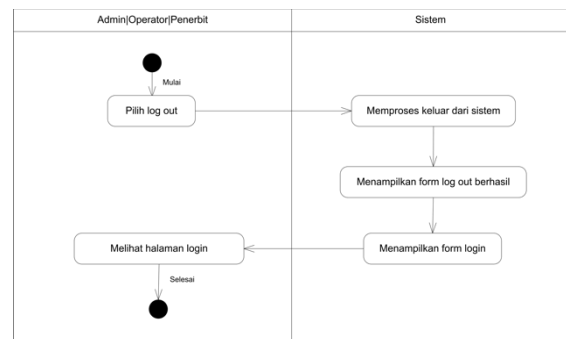 Admin|Operator|Penerbit
Sistem
Mulai
Pilih log out
Memproses keluar dari sistem
Menampilkan form log out berhasil
Menampilkan form login
Melihat halaman login
Selesai